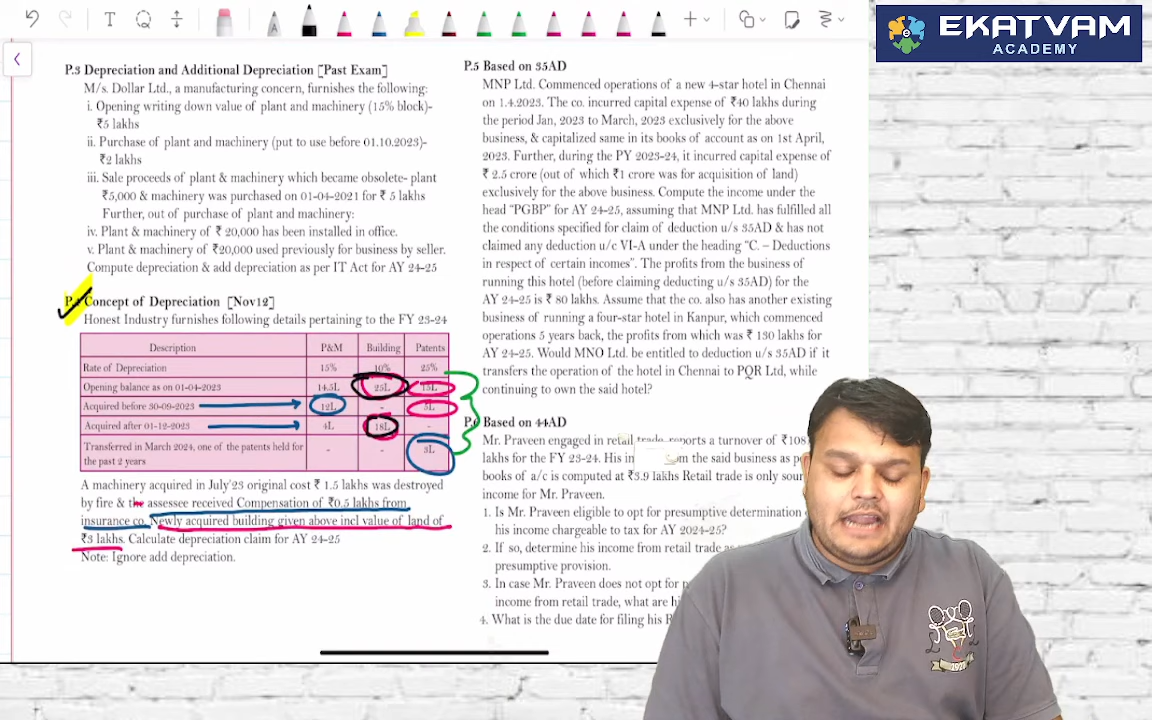 EKATVAM
ACADEMY
P.3 Depreciation and Additional Depreciation [Past Exam]
M/s. Dollar Ltd., a manufacturing concern, furnishes the following:
i. Opening writing down value of plant and machinery (15% block)-
₹5 lakhs
ii. Purchase of plant and machinery (put to use before 01.10.2023)-
₹2 lakhs
iii. Sale proceeds of plant & machinery which became obsolete- plant
₹5,000 & machinery was purchased on 01-04-2021 for ₹ 5 lakhs
Further, out of purchase of plant and machinery:
iv. Plant & machinery of ₹ 20,000 has been installed in office.
v. Plant & machinery of ₹20,000 used previously for business by seller.
Compute depreciation & add depreciation as per IT Act for AY 24-25
P.4 Concept of Depreciation [Nov12]
Honest Industry furnishes following details pertaining to the FY 23-24
Description P&M Building Patents
Rate of Depreciation 15% 10% 25%
Opening balance as on 01-04-2023 14.5L 25L 15L
Acquired before 30-09-2023 12L - 5L
Acquired after 01-12-2023 4L 18L -
Transferred in March 2024, one of the patents held for - - 3L
the past 2 years
A machinery acquired in July'23 original cost ₹ 1.5 lakhs was destroyed
by fire & the assessee received Compensation of ₹0.5 lakhs from
insurance co. Newly acquired building given above incl value of land of
₹3 lakhs. Calculate depreciation claim for AY 24-25
Note: Ignore add depreciation.
P.5 Based on 35AD
MNP Ltd. Commenced operations of a new 4-star hotel in Chennai
on 1.4.2023. The co. incurred capital expense of ₹40 lakhs during
the period Jan, 2023 to March, 2023 exclusively for the above
business, & capitalized same in its books of account as on 1st April,
2023. Further, during the PY 2023-24, it incurred capital expense of
₹ 2.5 crore (out of which ₹1 crore was for acquisition of land)
exclusively for the above business. Compute the income under the
head "PGBP" for AY 24-25, assuming that MNP Ltd. has fulfilled all
the conditions specified for claim of deduction u/s 35AD & has not
claimed any deduction u/c VI-A under the heading "C. – Deductions
in respect of certain incomes". The profits from the business of
running this hotel (before claiming deducting u/s 35AD) for the
AY 24-25 is ₹ 80 lakhs. Assume that the co. also has another existing
business of running a four-star hotel in Kanpur, which commenced
operations 5 years back, the profits from which was ₹ 130 lakhs for
AY 24-25. Would MNO Ltd. be entitled to deduction u/s 35AD if it
transfers the operation of the hotel in Chennai to PQR Ltd, while
continuing to own the said hotel?
P.6 Based on 44AD
Mr. Praveen engaged in retail trade, reports a turnover of ₹108
lakhs for the FY 23-24. His in m the said business as
books of a/c is computed at ₹3.9 lakhs Retail trade is only
income for Mr. Praveen.
1. Is Mr. Praveen eligible to opt for presumptive determination
his income chargeable to tax for AY 2024-25?
2. If so, determine his income from retail trade
presumptive provision.
3. In case Mr. Praveen does not opt for
income from retail trade, what are
4. What is the due date for filing his